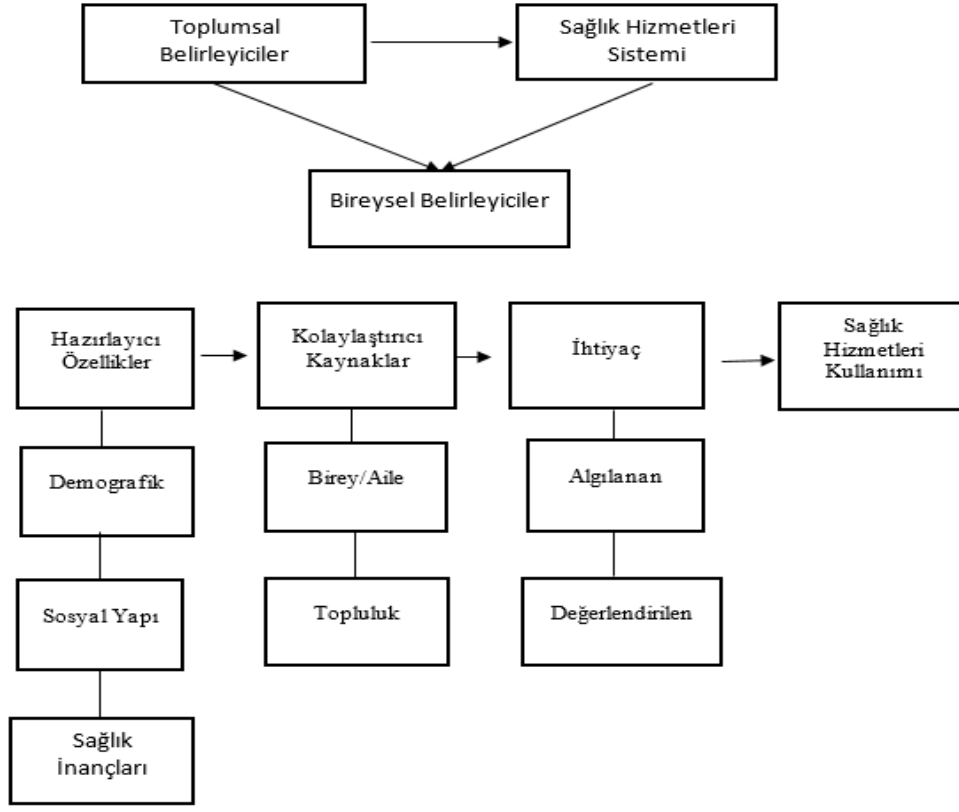 Toplumsal
Belirleyiciler
Sağlık Hizmetleri
Sistemi
Bireysel Belirleyiciler
Hazırlayıcı
Özellikler
Kolaylaştırıcı
Kaynaklar
İhtiyaç
Sağlık
Hizmetleri
Kullanımı
Demografik
Birey/Aile
Algılanan
Sosyal Yapı
Topluluk
Değerlendirilen
Sağlık
İnançları